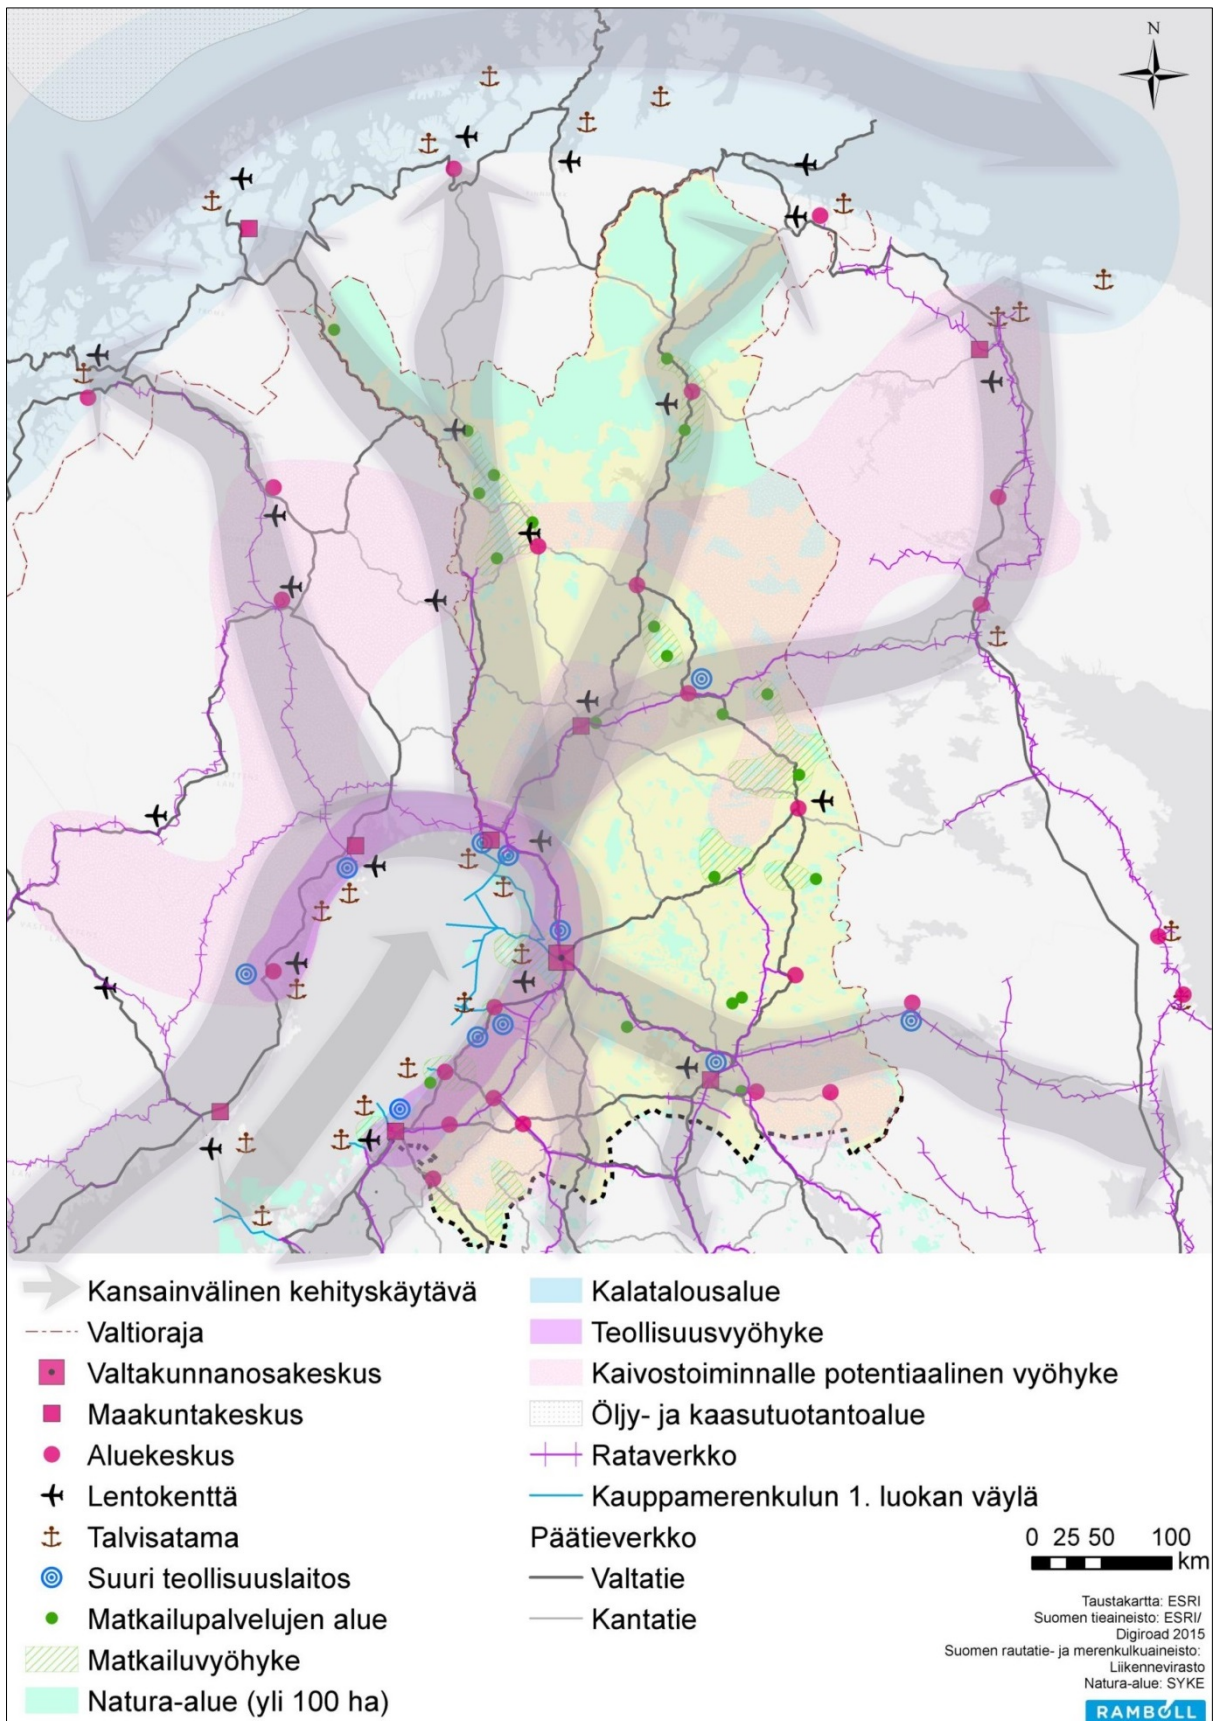 N
Kansainvälinen kehityskäytävä
Valtioraja
Valtakunnanosakeskus
Maakuntakeskus
Aluekeskus
Lentokenttä
Talvisatama
Suuri teollisuuslaitos
Matkailupalvelujen alue
Matkailuvyöhyke
Natura-alue (yli 100 ha)
Kalatalousalue
Teollisuusvyöhyke
Kaivostoiminnalle potentiaalinen vyöhyke
Öljy- ja kaasutuotantoalue
Rataverkko
Kauppamerenkulun 1. luokan väylä
Päätieverkko
Valtatie
Kantatie
0 25 50 100
km
Taustakartta: ESRI
Suomen tieaineisto: ESRI/
Digiroad 2015
Suomen rautatie- ja merenkulkuaineisto:
Liikennevirasto
Natura-alue: SYKE
RAMBOLL